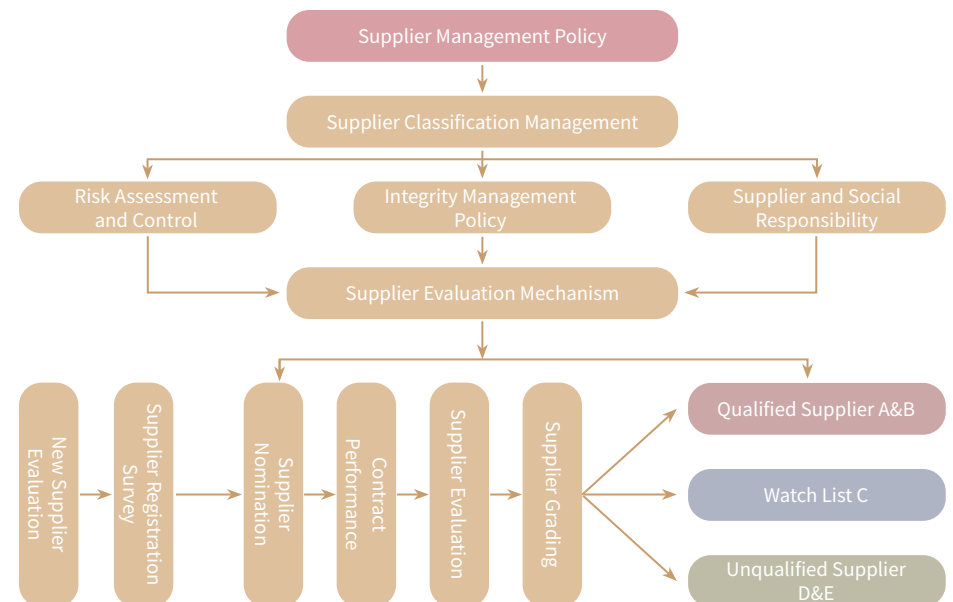 Supplier Management Policy
Supplier Classification Management
Risk Assessment
and Control
Integrity Management
Policy
Supplier and Social
Responsibility
Supplier Evaluation Mechanism
New Supplier
Evaluation
Supplier Registration
Survey
Supplier
Nomination
Contract
Performance
Supplier Evaluation
Supplier Grading
Qualified Supplier A&B
Watch List C
Unqualified Supplier
D&E